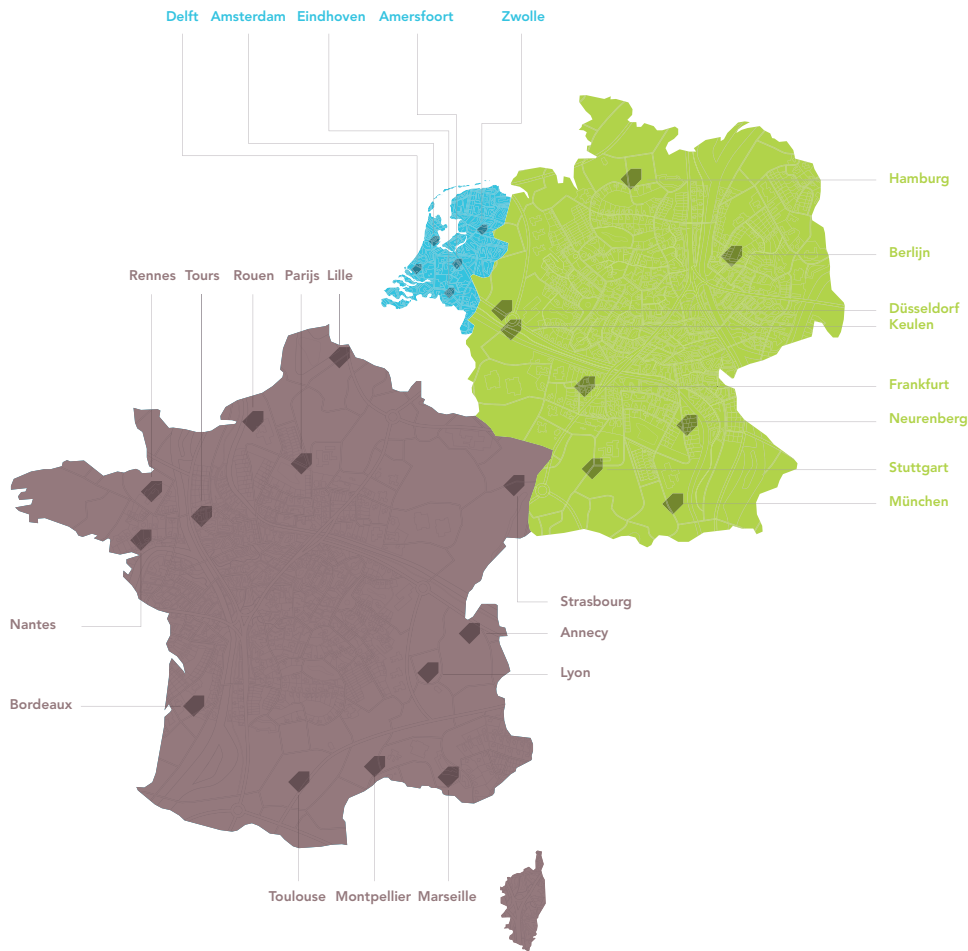 Delft Amsterdam Eindhoven Amersfoort Zwolle
Hamburg
Berlijn
Rennes Tours Rouen Parijs Lille
Düsseldorf
Keulen
Frankfurt
Neurenberg
Stuttgart
München
Strasbourg
Nantes
Annecy
Lyon
Bordeaux
Toulouse Montpellier Marseille